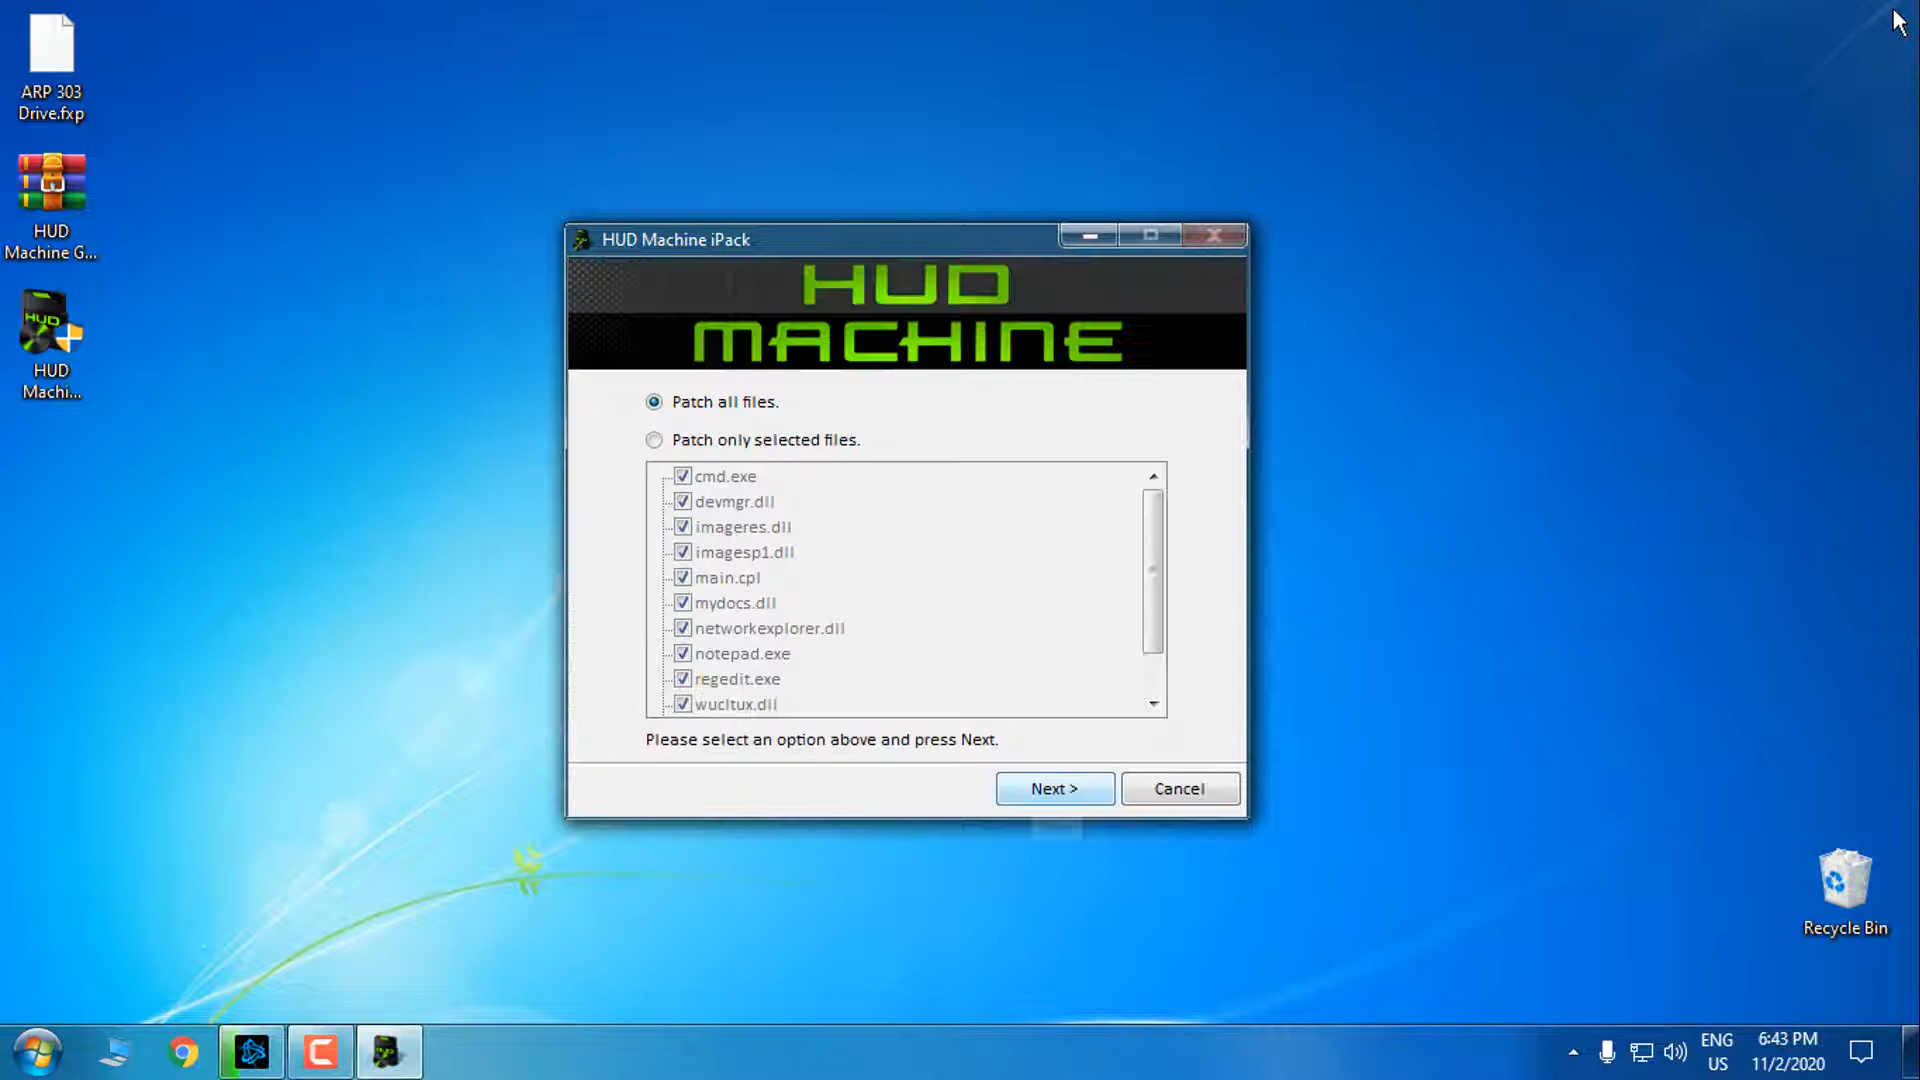 ARP 303
Drive.fxp
HUD
Machine G...
HUD
HUD
Machi...
HUD Machine iPack
HUD
MACHINE
Patch all files.
Patch only selected files.
cmd.exe
devmgr.dll
imageres.dll
imagesp1.dll
main.cpl
mydocs.dll
networkexplorer.dll
notepad.exe
regedit.exe
wucltux.dll
Please select an option above and press Next.
Next >
Cancel
Recycle Bin
ENG
US
6:43 PM
11/2/2020